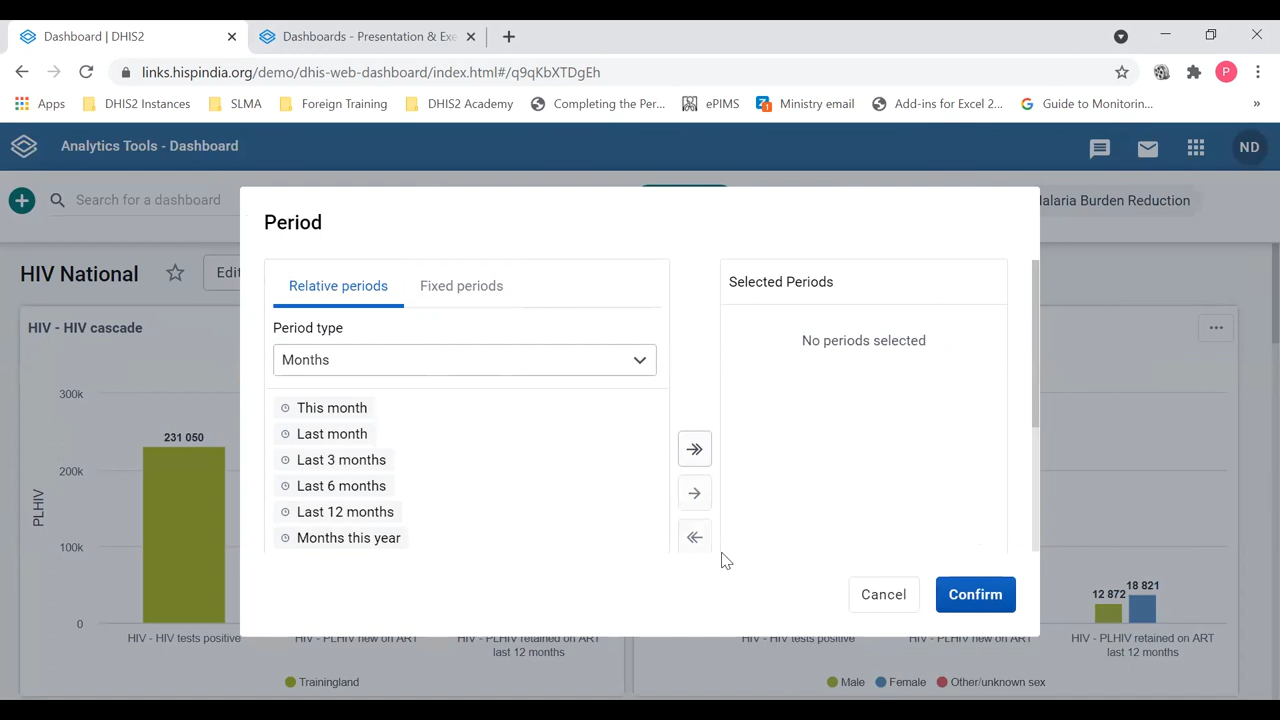 Dashboard | DHIS2
Dashboards - Presentation & Exe
links.hispindia.org/demo/dhis-web-dashboard/index.html#/q9qKbXTDgEh
P
Apps
DHIS2 Instances
SLMA
Foreign Training
DHIS2 Academy
Completing the Per...
ePIMS
Ministry email
Add-ins for Excel 2...
Guide to Monitorin...
»
Analytics Tools - Dashboard
ND
Search for a dashboard
Malaria Burden Reduction
HIV National
Edi
HIV - HIV cascade
Period
Relative periods
Fixed periods
Period type
Months
This month
Last month
Last 3 months
Last 6 months
Last 12 months
Months this year
Selected Periods
No periods selected
Cancel
Confirm
PLHIV
300k
200k
100k
0
231 050
HIV - HIV tests positive
HIV - PLHIV new on ART
HIV - PLHIV retained on ART
last 12 months
Trainingland
12 872
18 821
HIV - HIV tests positive
HIV - PLHIV new on ART
HIV - PLHIV retained on ART
last 12 months
Male
Female
Other/unknown sex